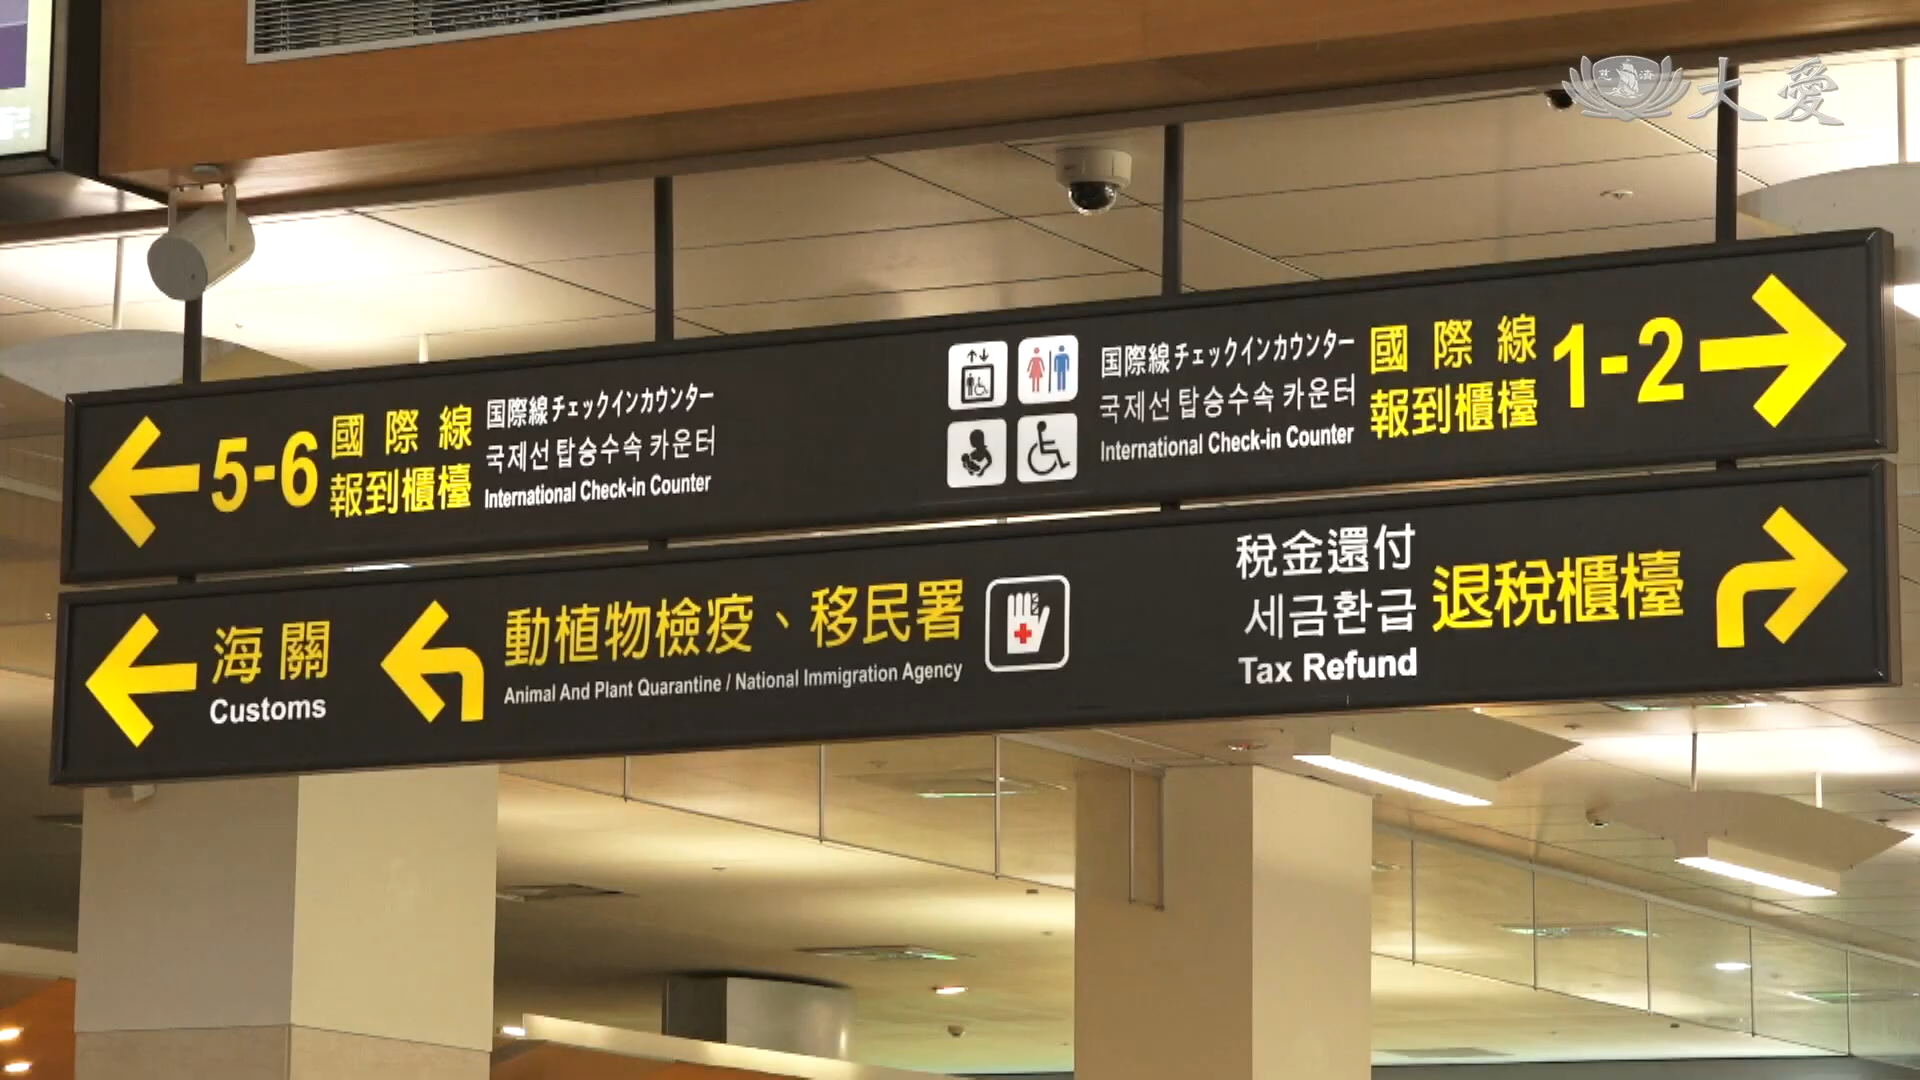 大愛
5-6
國際線
報到櫃檯
国際線チェックインカウンター
국제선 탑승수속 카운터
International Check-in Counter
国際線チェックインカウンター
국제선 탑승수속 카운터
International Check-in Counter
國際線
報到櫃檯
1-2
海關
Customs
動植物檢疫、移民署
Animal And Plant Quarantine / National Immigration Agency
稅金還付
세금환급
Tax Refund
退稅櫃檯